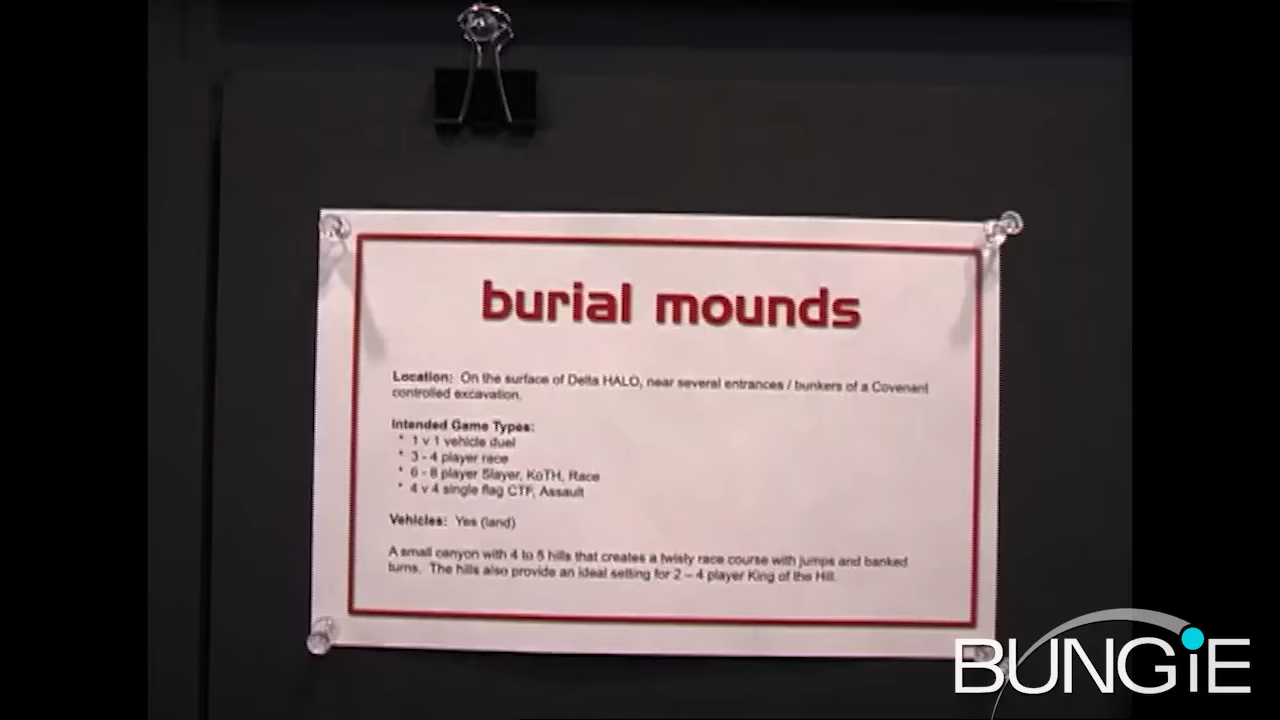 burial mounds
Location: On the surface of Delta HALO, near several entrances / bunkers of a Covenant
controlled excavation.
Intended Game Types:
* 1 v 1 vehicle duel
* 3 - 4 player race
* 6 - 8 player Slayer, KoTH, Race
* 4 v 4 single flag CTF, Assault
Vehicles: Yes (land)
A small canyon with 4 to 5 hills that creates a twisty race course with jumps and banked
turns. The hills also provide an ideal setting for 2 – 4 player King of the Hill.
BUNGiE